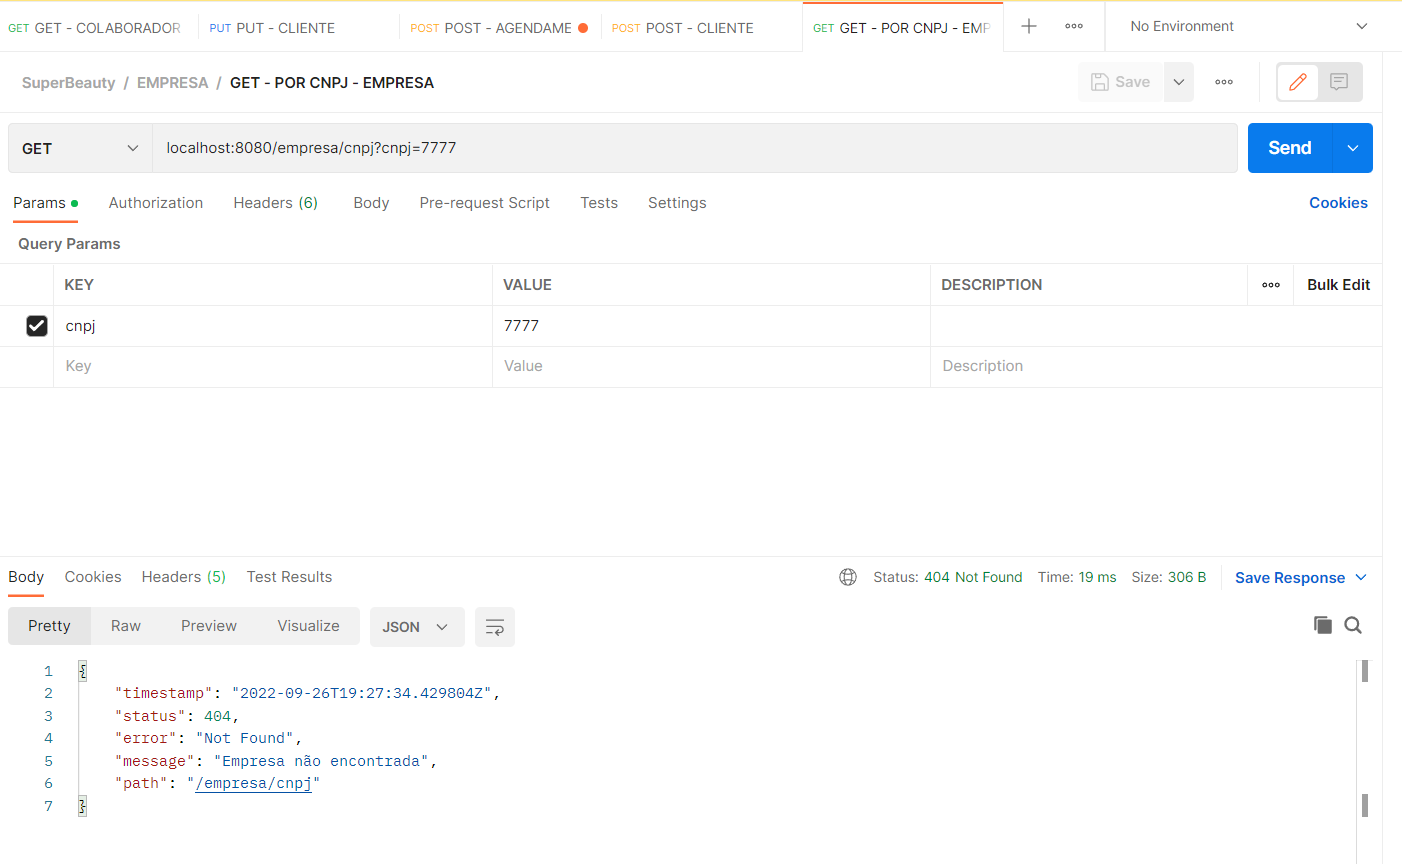 GET GET - COLABORADOR PUT PUT - CLIENTE POST POST - AGENDAME POST POST - CLIENTE GET GET - POR CNPJ - EMP No Environment
SuperBeauty / EMPRESA / GET - POR CNPJ - EMPRESA Save
GET localhost:8080/empresa/cnpj?cnpj=7777 Send
Params Authorization Headers (6) Body Pre-request Script Tests Settings Cookies
Query Params
KEY VALUE DESCRIPTION Bulk Edit
cnpj 7777
Key Value Description
Body Cookies Headers (5) Test Results Status: 404 Not Found Time: 19 ms Size: 306 B Save Response
Pretty Raw Preview Visualize JSON
1 {
2 "timestamp": "2022-09-26T19:27:34.429804Z",
3 "status": 404,
4 "error": "Not Found",
5 "message": "Empresa não encontrada",
6 "path": "/empresa/cnpj"
7 }